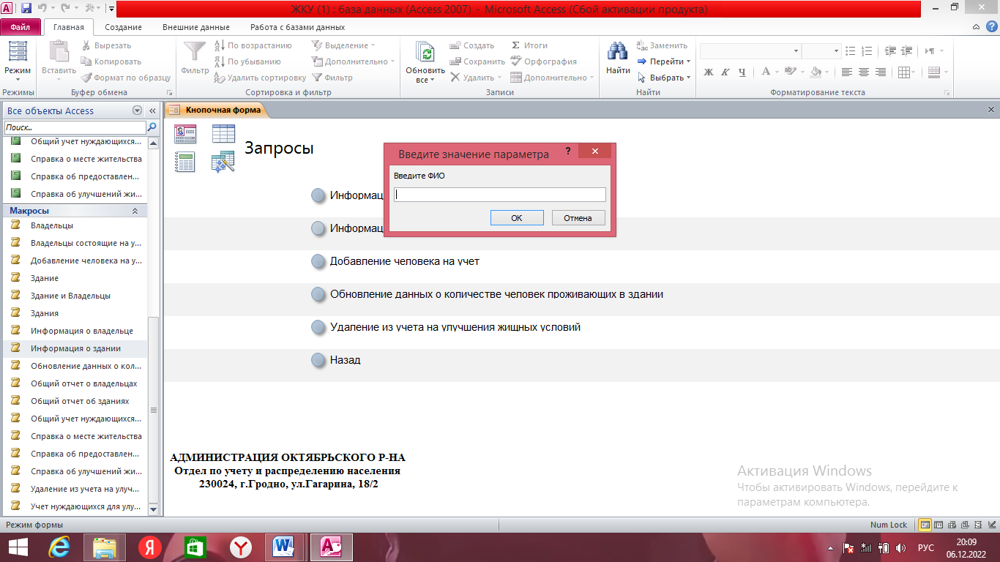 ЖКУ (1) : база данных (Access 2007) - Microsoft Access (Сбой активации продукта)
Файл Главная Создание Внешние данные Работа с базами данных
Режим
Режимы
Вставить
Вырезать
Копировать
Формат по образцу
Буфер обмена
Фильтр
По возрастанию
По убыванию
Удалить сортировку
Выделение
Дополнительно
Фильтр
Сортировка и фильтр
Обновить все
Создать
Сохранить
Удалить
Итоги
Орфография
Дополнительно
Записи
Найти
Заменить
Перейти
Выбрать
Найти
Ж К Ч
Форматирование текста
Все объекты Access
Поиск...
Общий учет нуждающихся...
Справка о месте жительства
Справка об предоставлен...
Справка об улучшений жи...
Макросы
Владельцы
Владельцы состоящие на у...
Добавление человека на у...
Здание
Здание и Владельцы
Здания
Информация о владельце
Информация о здании
Обновление данных о кол...
Общий отчет о владельцах
Общий отчет об зданиях
Общий учет нуждающихся...
Справка о месте жительства
Справка об предоставлен...
Справка об улучшений жи...
Удаление из учета на улуч...
Учет нуждающихся для улу...
Кнопочная форма
Запросы
Введите значение параметра
Введите ФИО
ОК Отмена
Информац
Информац
Добавление человека на учет
Обновление данных о количестве человек проживающих в здании
Удаление из учета на улучшения жищных условий
Назад
АДМИНИСТРАЦИЯ ОКТЯБРЬСКОГО Р-НА
Отдел по учету и распределению населения
230024, г.Гродно, ул.Гагарина, 18/2
Активация Windows
Чтобы активировать Windows, перейдите к
параметрам компьютера.
Режим формы
Num Lock
РУС
20:09
06.12.2022